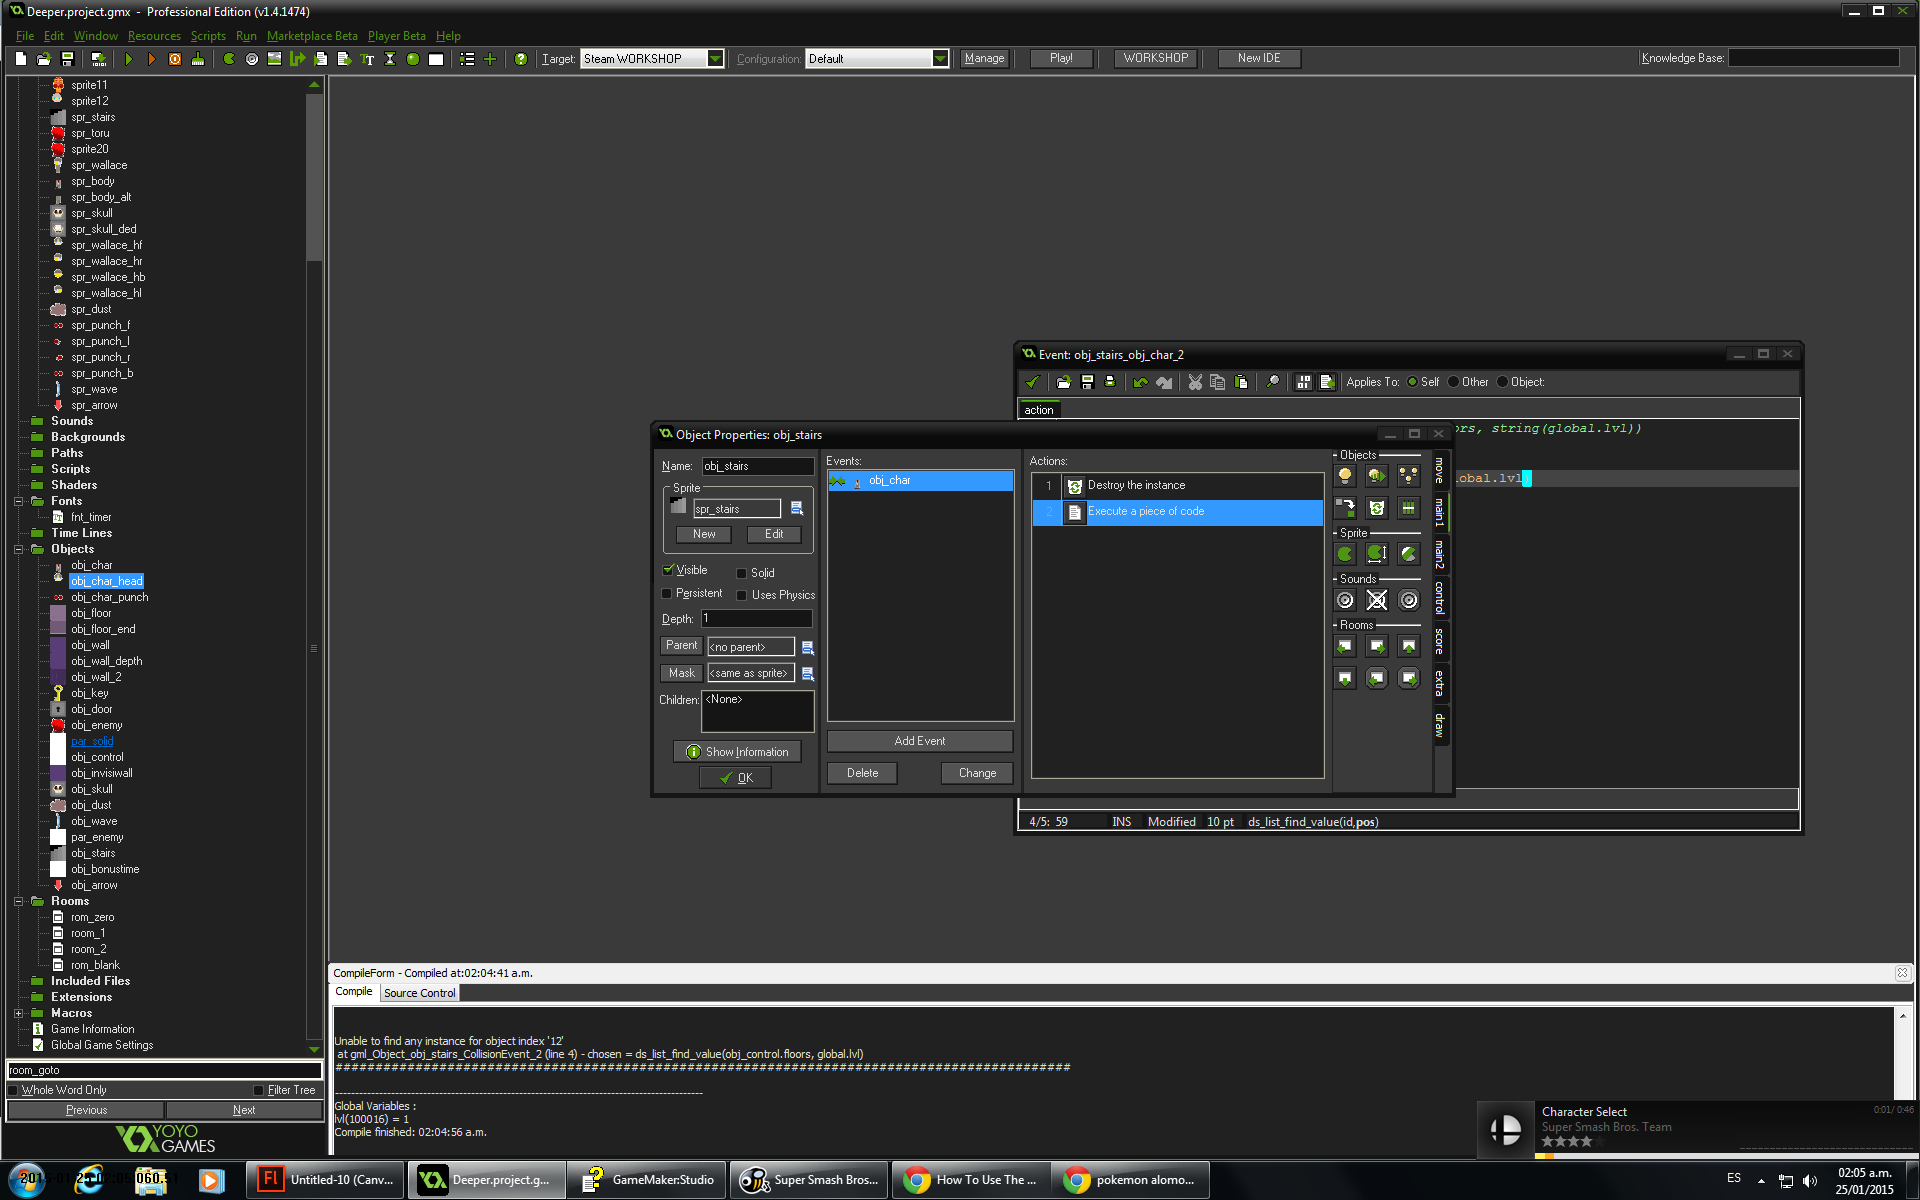 Deeper.project.gmx - Professional Edition (v1.4.1474)
File Edit Window Resources Scripts Run Marketplace Beta Player Beta Help
Target: Steam WORKSHOP Configuration: Default Manage Play! WORKSHOP New IDE Knowledge Base:
sprite11
sprite12
spr_stairs
spr_toru
sprite20
spr_wallace
spr_body
spr_body_alt
spr_skull
spr_skull_ded
spr_wallace_hf
spr_wallace_hr
spr_wallace_hb
spr_wallace_hl
spr_dust
spr_punch_f
spr_punch_l
spr_punch_r
spr_punch_b
spr_wave
spr_arrow
Sounds
Backgrounds
Paths
Scripts
Shaders
Fonts
fnt_timer
Time Lines
Objects
obj_char
obj_char_head
obj_char_punch
obj_floor
obj_floor_end
obj_wall
obj_wall_depth
obj_wall_2
obj_key
obj_door
obj_enemy
par_solid
obj_control
obj_invisiwall
obj_skull
obj_dust
obj_wave
par_enemy
obj_stairs
obj_bonustime
obj_arrow
Rooms
rom_zero
room_1
room_2
rom_blank
Included Files
Extensions
Macros
Game Information
Global Game Settings
room_goto
Whole Word Only Filter Tree
Previous Next
YOYO GAMES
Event: obj_stairs_obj_char_2
Applies To: Self Other Object:
action
ors, string(global.lvl))
lobal.lvl)
4/5: 59 INS Modified 10 pt ds_list_find_value(id,pos)
Object Properties: obj_stairs
Name: obj_stairs
Sprite
spr_stairs
New Edit
Visible Solid
Persistent Uses Physics
Depth: 1
Parent <no parent>
Mask <same as sprite>
Children: <None>
Show Information
OK
Events:
obj_char
Add Event
Delete Change
Actions:
1 Destroy the instance
2 Execute a piece of code
Objects
Sprite
Sounds
Rooms
move
main1
main2
control
score
extra
draw
CompileForm - Compiled at:02:04:41 a.m.
Compile Source Control
Unable to find any instance for object index '12'
at gml_Object_obj_stairs_CollisionEvent_2 (line 4) - chosen = ds_list_find_value(obj_control.floors, global.lvl)
############################################################################################
Global Variables :
lvl(100016) = 1
Compile finished: 02:04:56 a.m.
Character Select 0:01/ 0:46
Super Smash Bros. Team
Untitled-10 (Canv...
Deeper.project.g...
GameMaker:Studio
Super Smash Bros...
How To Use The ...
pokemon alomo...
ES
02:05 a.m.
25/01/2015